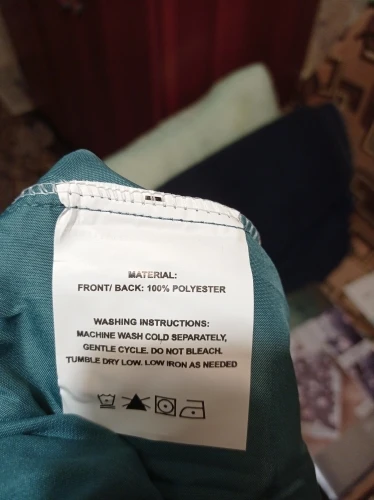 MATERIAL:
FRONT/ BACK: 100% POLYESTER
WASHING INSTRUCTIONS:
MACHINE WASH COLD SEPARATELY,
GENTLE CYCLE. DO NOT BLEACH.
TUMBLE DRY LOW. LOW IRON AS NEEDED